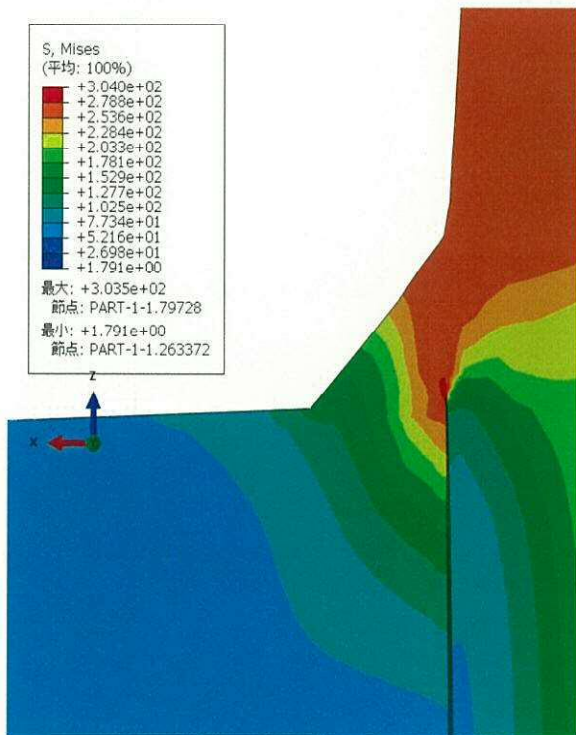 S, Mises
(平均: 100%)
+3.040e+02
+2.788e+02
+2.536e+02
+2.284e+02
+2.033e+02
+1.781e+02
+1.529e+02
+1.277e+02
+1.025e+02
+7.734e+01
+5.216e+01
+2.698e+01
+1.791e+00
最大: +3.035e+02
節点: PART-1-1.79728
最小: +1.791e+00
節点: PART-1-1.263372
Z
X